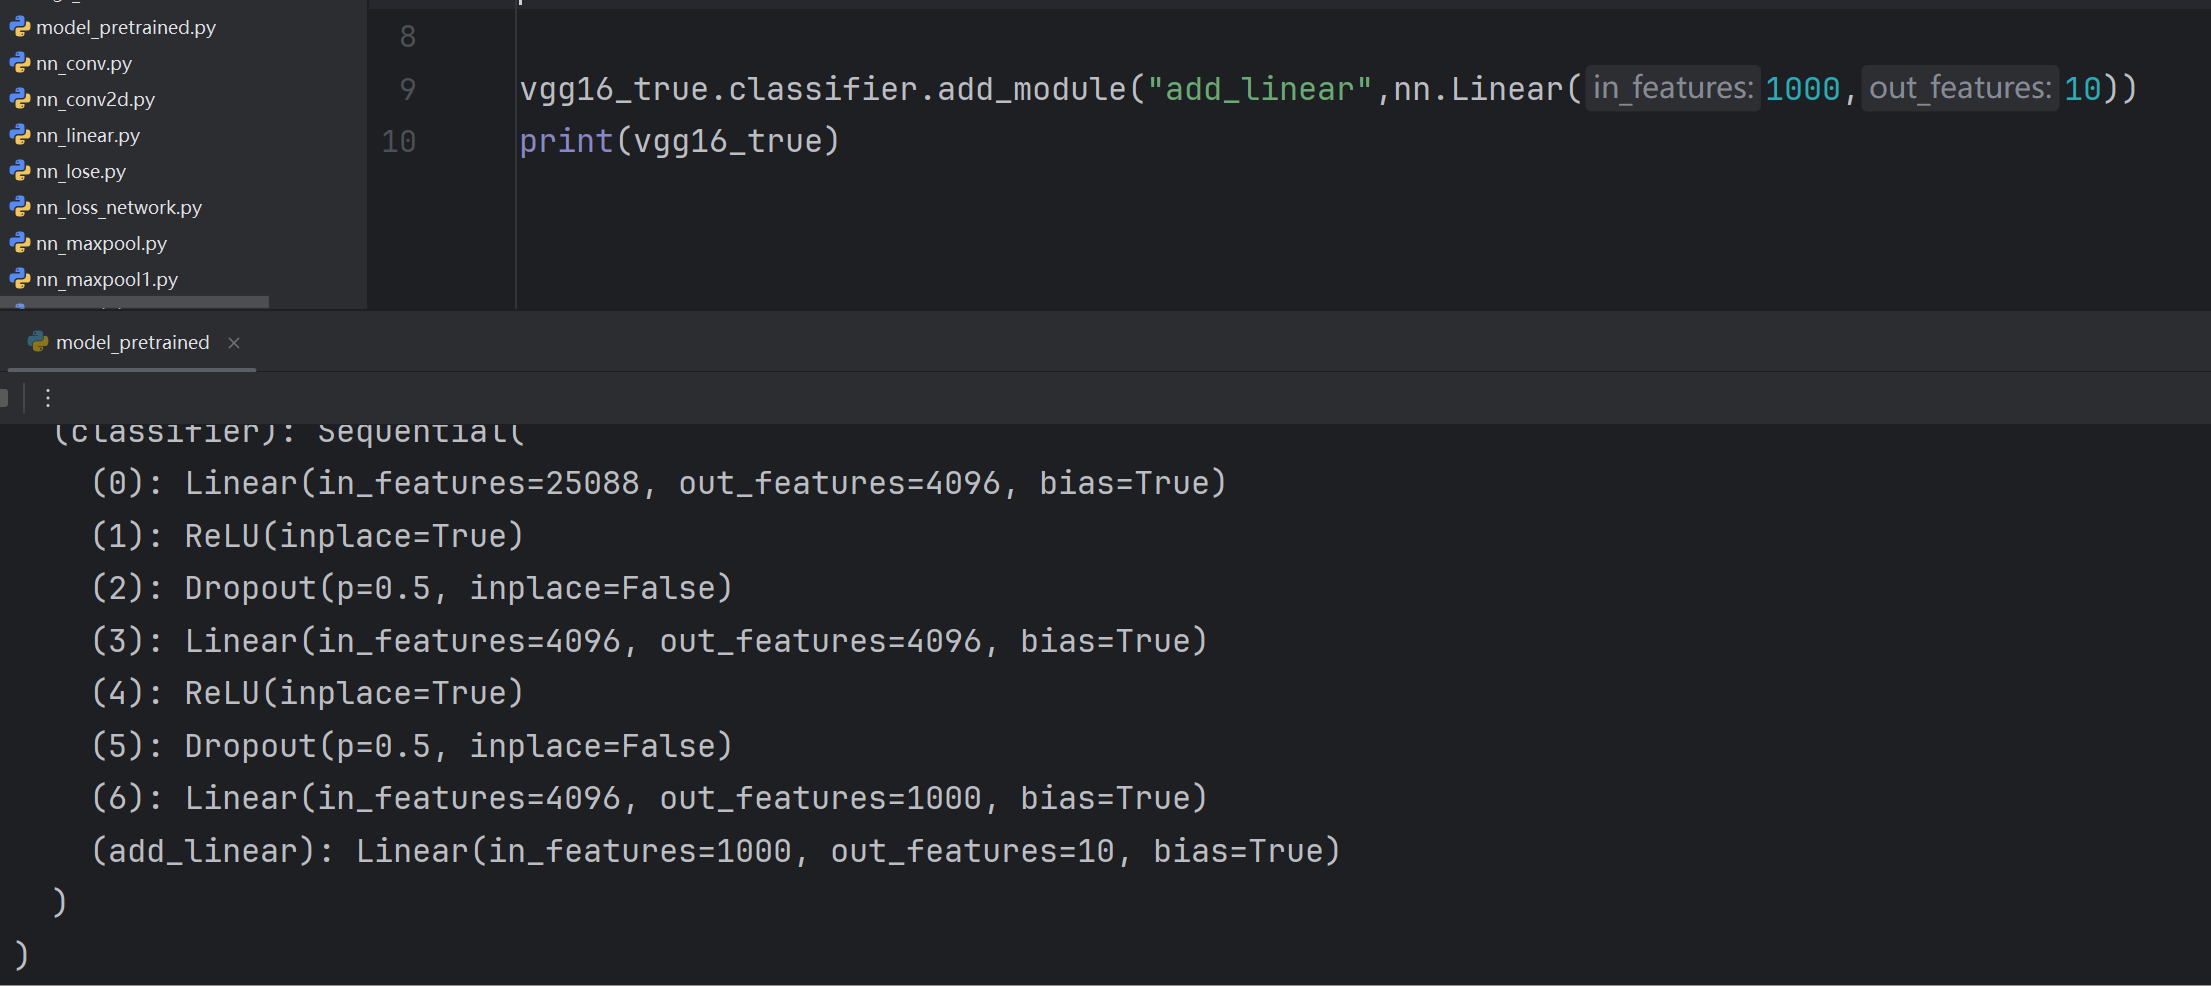 model_pretrained.py
nn_conv.py
nn_conv2d.py
nn_linear.py
nn_lose.py
nn_loss_network.py
nn_maxpool.py
nn_maxpool1.py
8
9 vgg16_true.classifier.add_module("add_linear",nn.Linear( in_features: 1000, out_features: 10))
10 print(vgg16_true)
model_pretrained ×
(classifier): Sequential(
(0): Linear(in_features=25088, out_features=4096, bias=True)
(1): ReLU(inplace=True)
(2): Dropout(p=0.5, inplace=False)
(3): Linear(in_features=4096, out_features=4096, bias=True)
(4): ReLU(inplace=True)
(5): Dropout(p=0.5, inplace=False)
(6): Linear(in_features=4096, out_features=1000, bias=True)
(add_linear): Linear(in_features=1000, out_features=10, bias=True)
)
)